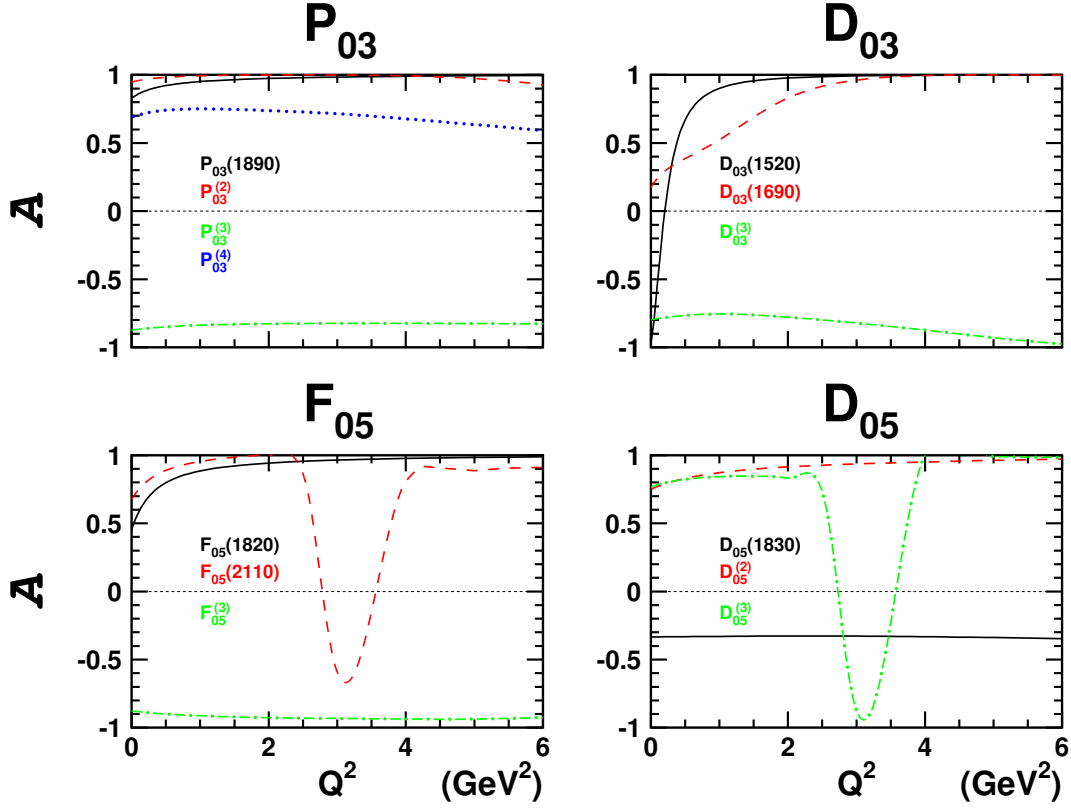 P03
D03
A
1
0.5
0
-0.5
-1
P03(1890)
P03(2)
P03(3)
P03(4)
1
0.5
0
-0.5
-1
D03(1520)
D03(1690)
D03(3)
F05
D05
A
1
0.5
0
-0.5
-1
F05(1820)
F05(2110)
F05(3)
0 2 4 6
Q2 (GeV2)
1
0.5
0
-0.5
-1
D05(1830)
D05(2)
D05(3)
0 2 4 6
Q2 (GeV2)